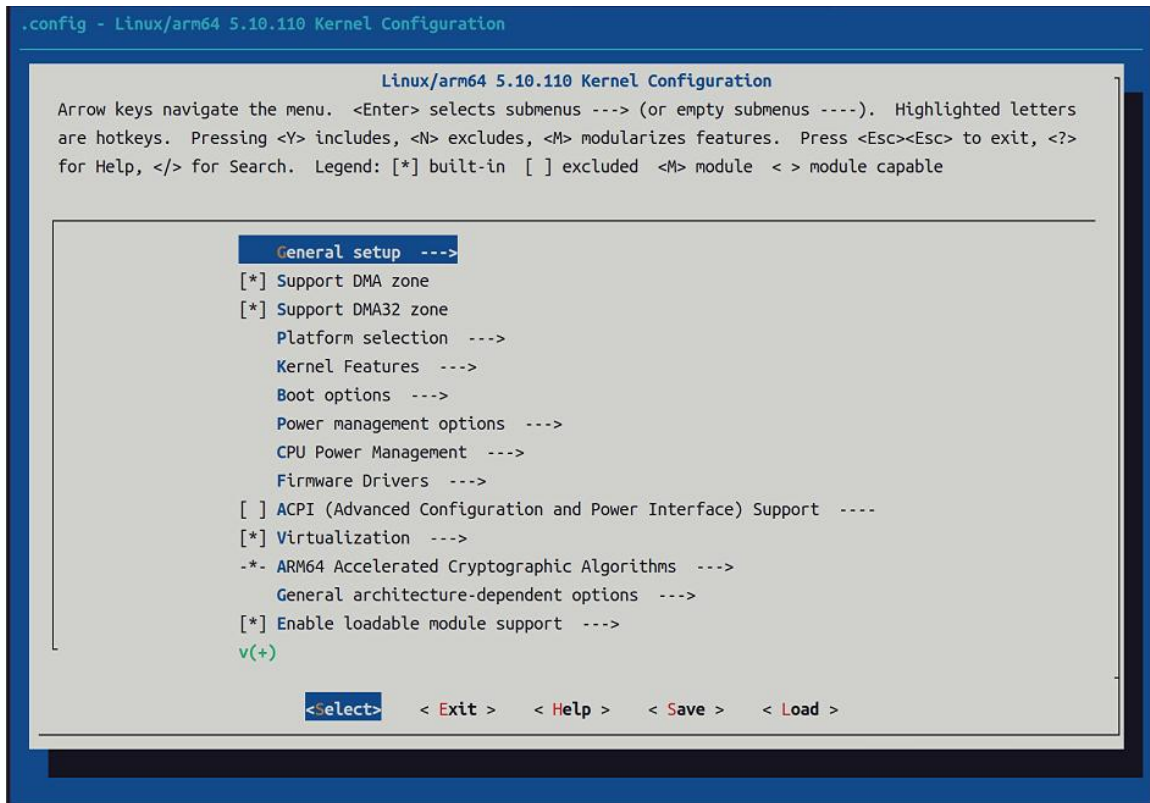 .config - Linux/arm64 5.10.110 Kernel Configuration
Linux/arm64 5.10.110 Kernel Configuration
Arrow keys navigate the menu.  <Enter> selects submenus ---> (or empty submenus ----).  Highlighted letters
are hotkeys.  Pressing <Y> includes, <N> excludes, <M> modularizes features.  Press <Esc><Esc> to exit, <?>
for Help, </> for Search.  Legend: [*] built-in  [ ] excluded  <M> module  < > module capable
General setup  --->
[*] Support DMA zone
[*] Support DMA32 zone
Platform selection  --->
Kernel Features  --->
Boot options  --->
Power management options  --->
CPU Power Management  --->
Firmware Drivers  --->
[ ] ACPI (Advanced Configuration and Power Interface) Support  ----
[*] Virtualization  --->
-*- ARM64 Accelerated Cryptographic Algorithms  --->
General architecture-dependent options  --->
[*] Enable loadable module support  --->
v(+)
<Select>    < Exit >    < Help >    < Save >    < Load >